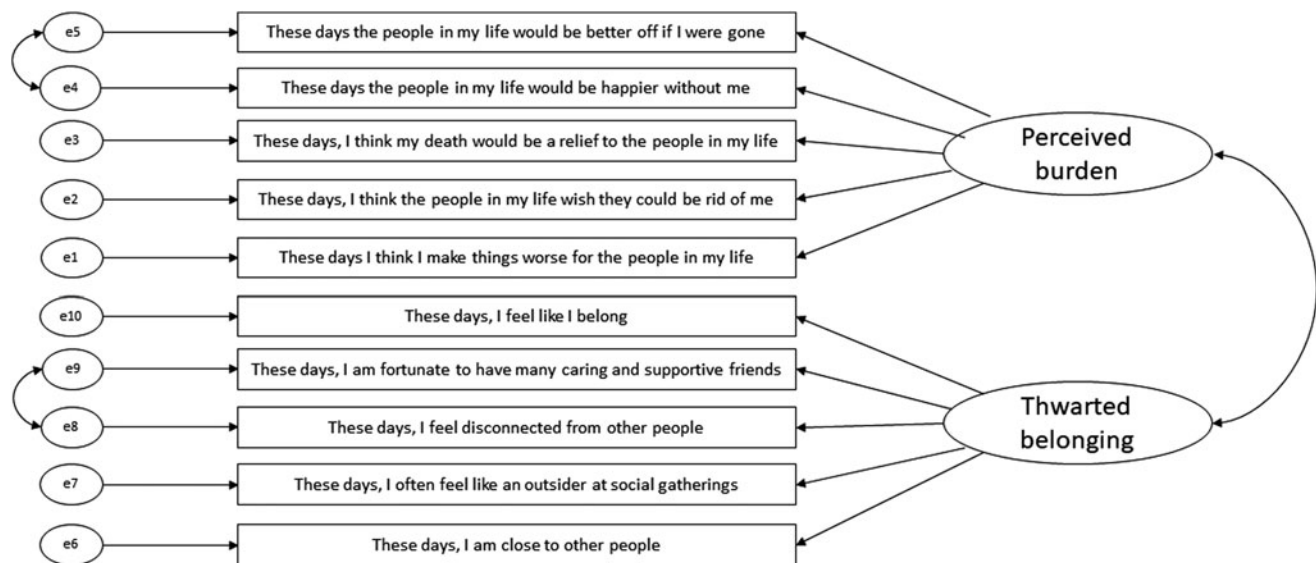 e5
These days the people in my life would be better off if I were gone
e4
These days the people in my life would be happier without me
e3
These days, I think my death would be a relief to the people in my life
e2
These days, I think the people in my life wish they could be rid of me
e1
These days I think I make things worse for the people in my life
Perceived
burden
e10
These days, I feel like I belong
e9
These days, I am fortunate to have many caring and supportive friends
e8
These days, I feel disconnected from other people
e7
These days, I often feel like an outsider at social gatherings
e6
These days, I am close to other people
Thwarted
belonging